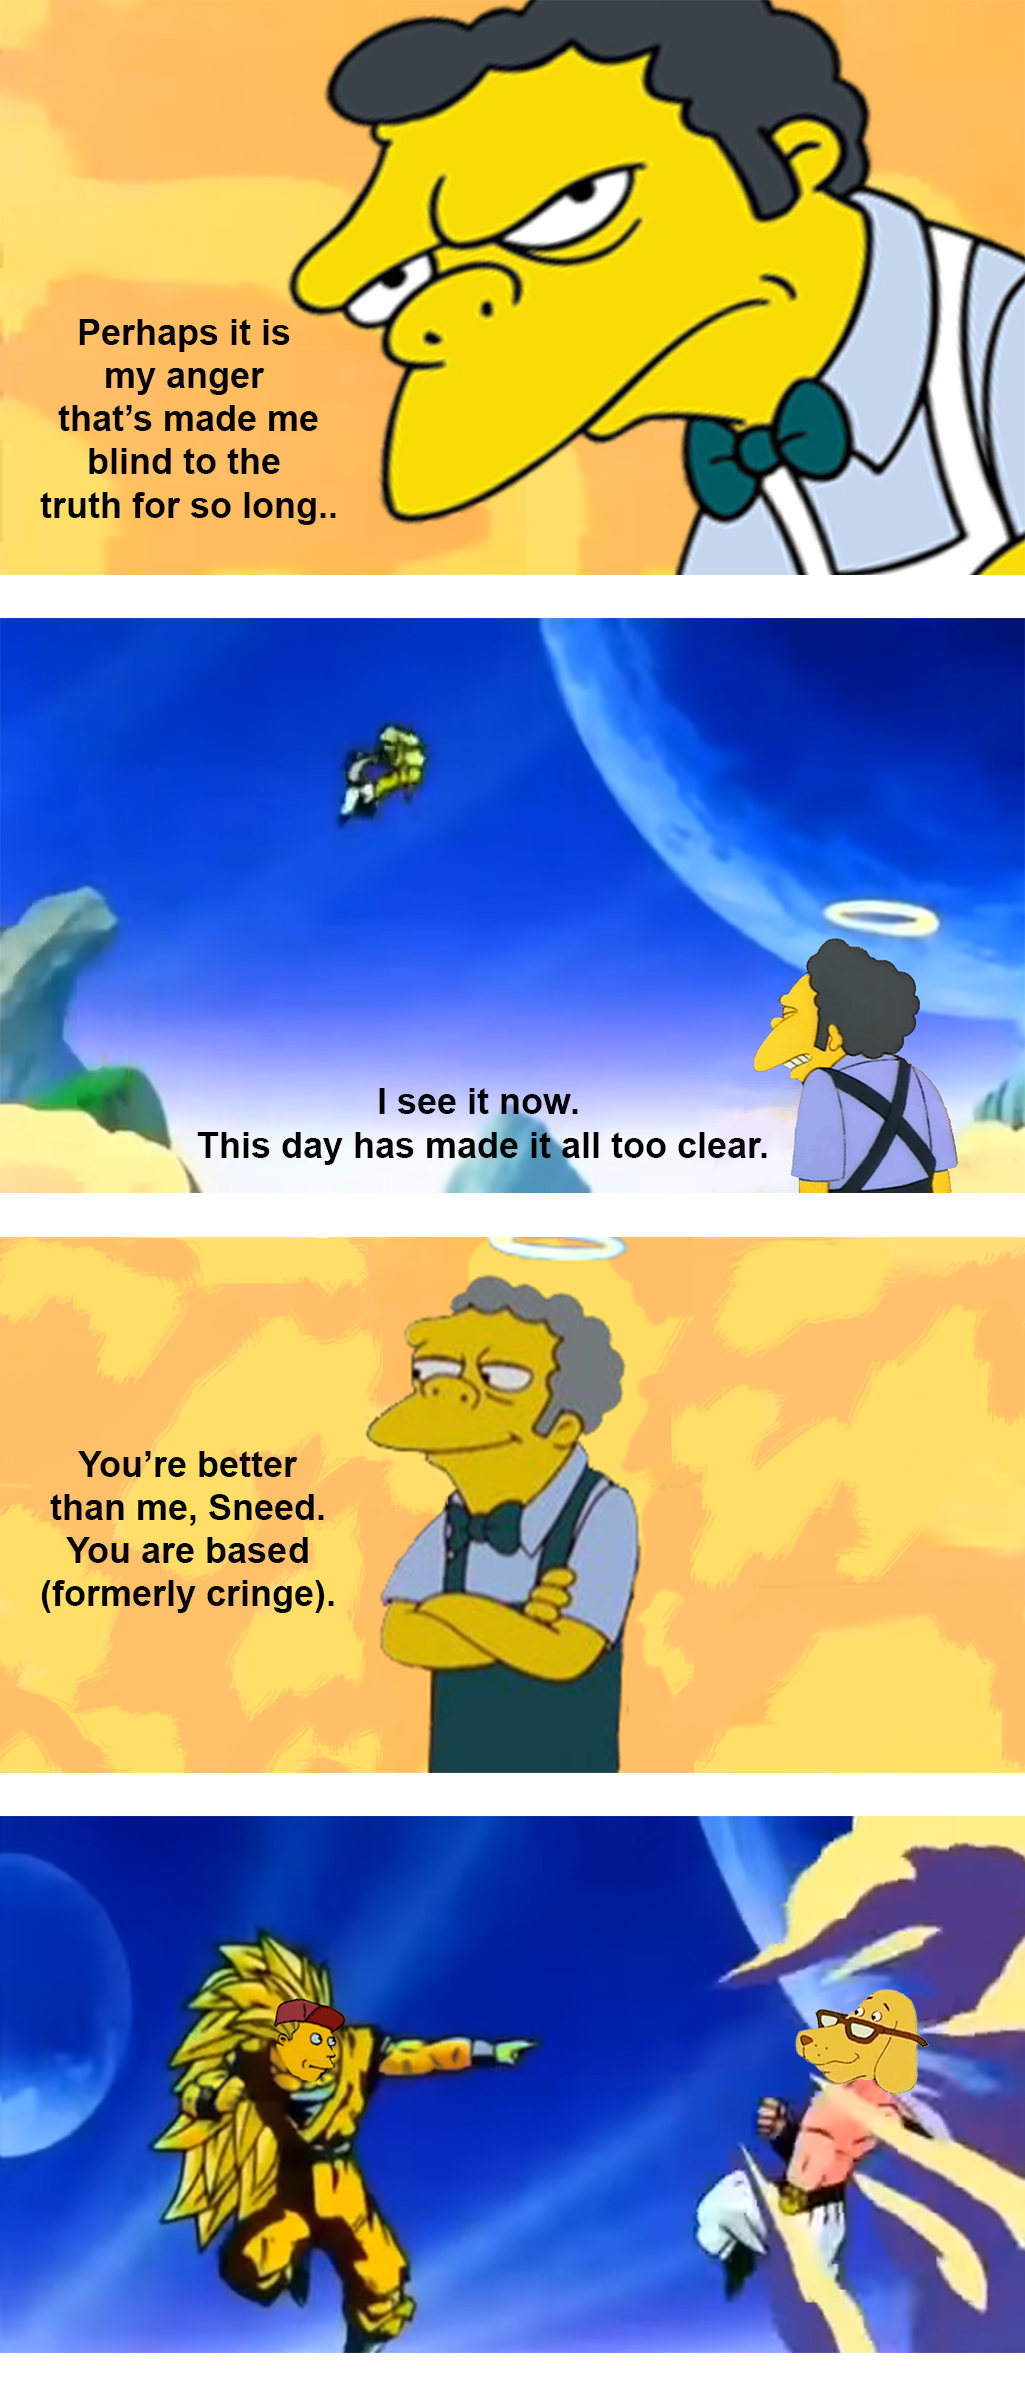 Perhaps it is
my anger
that's made me
blind to the
truth for so long..
I see it now.
This day has made it all too clear.
You're better
than me, Sneed.
You are based
(formerly cringe).